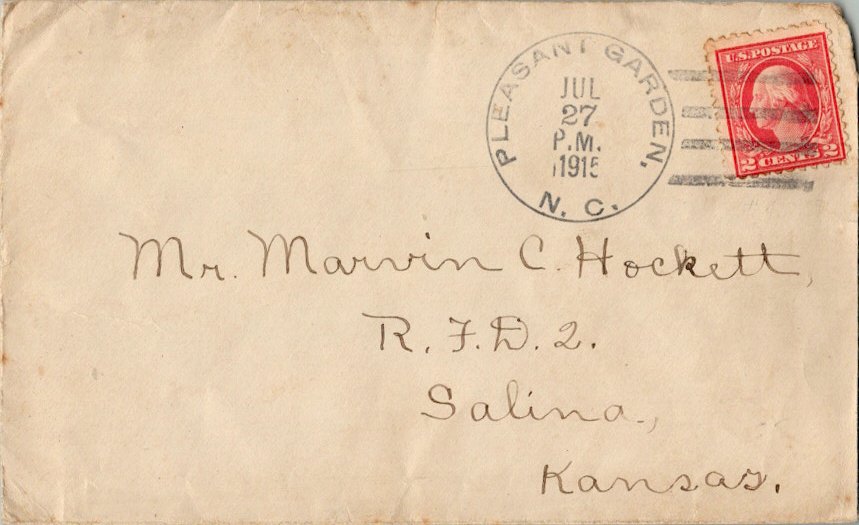 PLEASANT GARDEN,
JUL
27
P.M.
1915
N. C.
U.S. POSTAGE
2 CENTS 2
Mr. Marvin C. Hockett,
R. F. D. 2.
Salina,
Kansas.